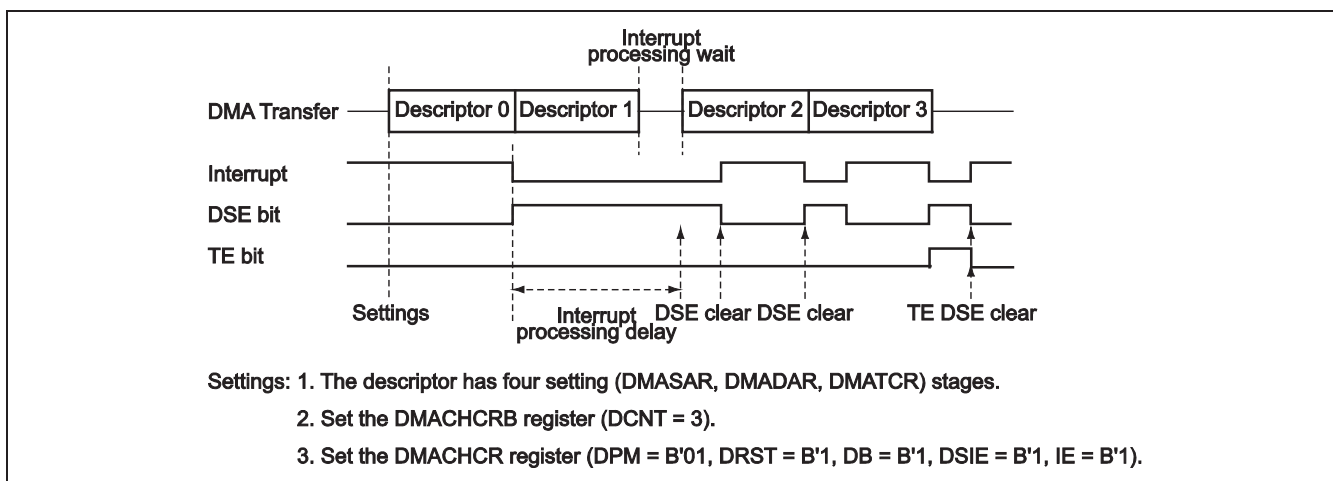 Interrupt
processing wait
DMA Transfer
Descriptor 0 Descriptor 1 Descriptor 2 Descriptor 3
Interrupt
DSE bit
TE bit
Settings
Interrupt
processing delay
DSE clear DSE clear
TE DSE clear
Settings: 1. The descriptor has four setting (DMASAR, DMADAR, DMATCR) stages.
2. Set the DMACHCRB register (DCNT = 3).
3. Set the DMACHCR register (DPM = B'01, DRST = B'1, DB = B'1, DSIE = B'1, IE = B'1).